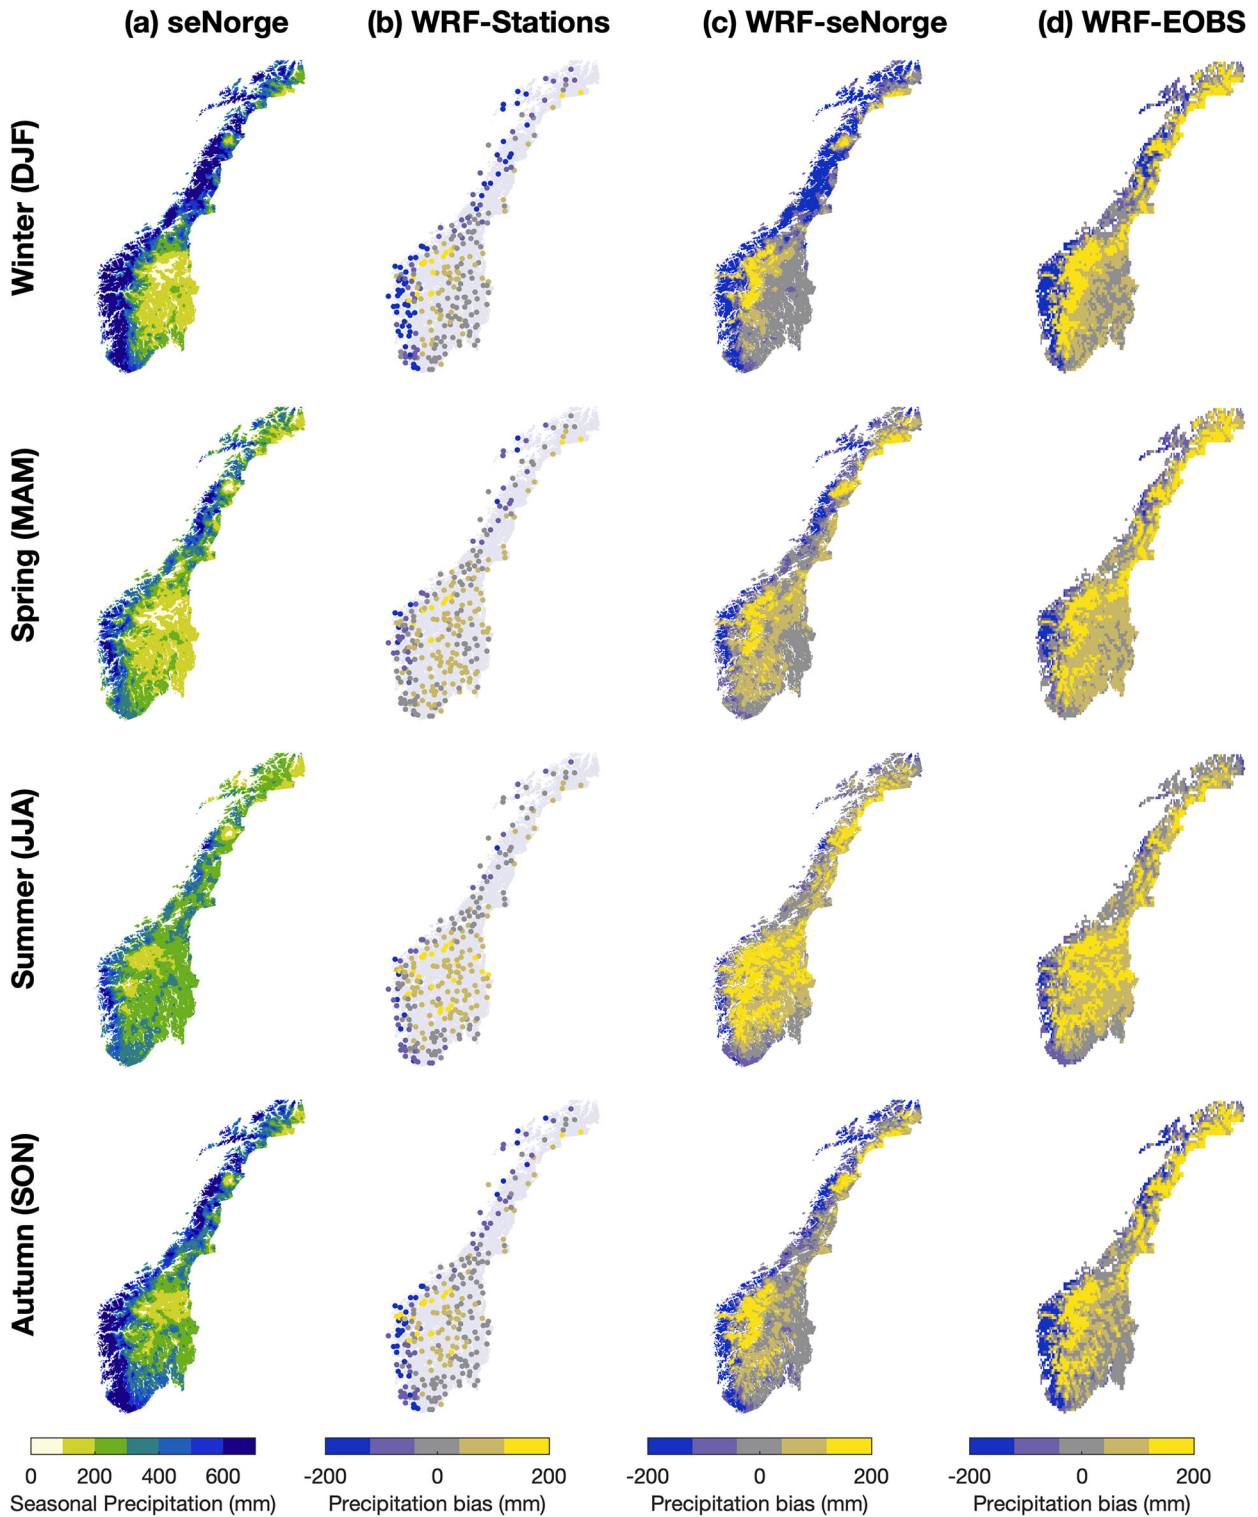 (a) seNorge
(b) WRF-Stations
(c) WRF-seNorge
(d) WRF-EOBS
Winter (DJF)
Spring (MAM)
Summer (JJA)
Autumn (SON)
0 200 400 600
Seasonal Precipitation (mm)
-200 0 200
Precipitation bias (mm)
-200 0 200
Precipitation bias (mm)
-200 0 200
Precipitation bias (mm)